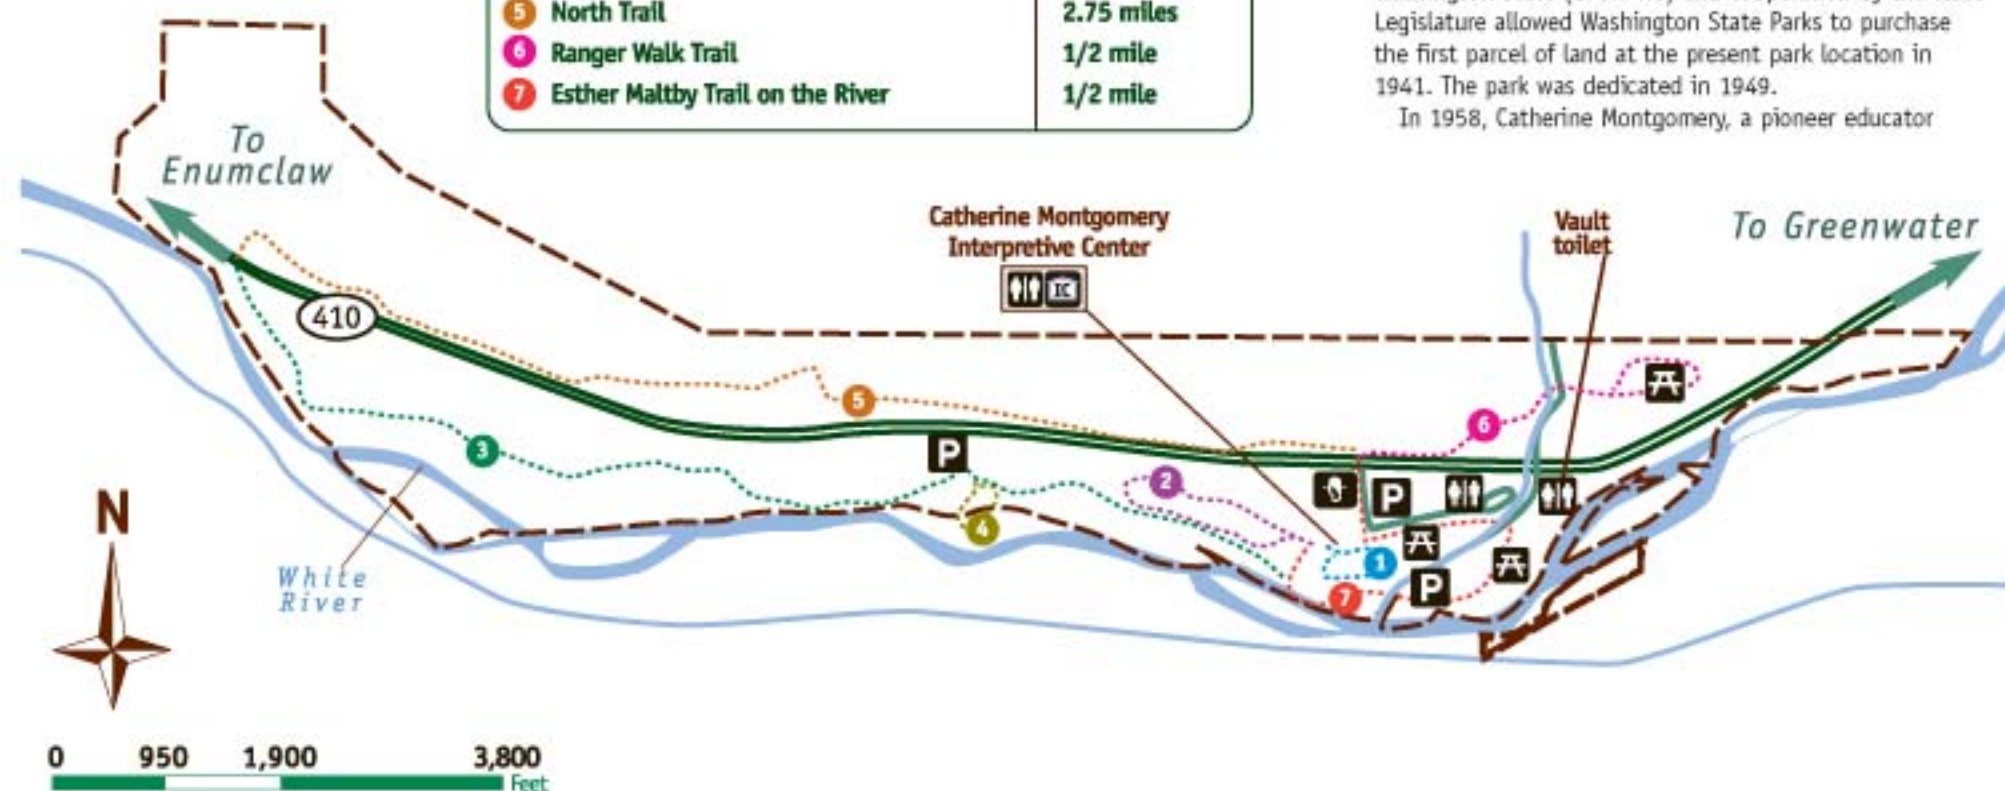 5 North Trail 2.75 miles
6 Ranger Walk Trail 1/2 mile
7 Esther Maltby Trail on the River 1/2 mile
Legislature allowed Washington State Parks to purchase
the first parcel of land at the present park location in
1941. The park was dedicated in 1949.
In 1958, Catherine Montgomery, a pioneer educator
To
Enumclaw
Catherine Montgomery
Interpretive Center
IC
Vault
toilet
To Greenwater
410
5
6
3
P
2
P
4
1
P
7
N
White
River
0 950 1,900 3,800
Feet